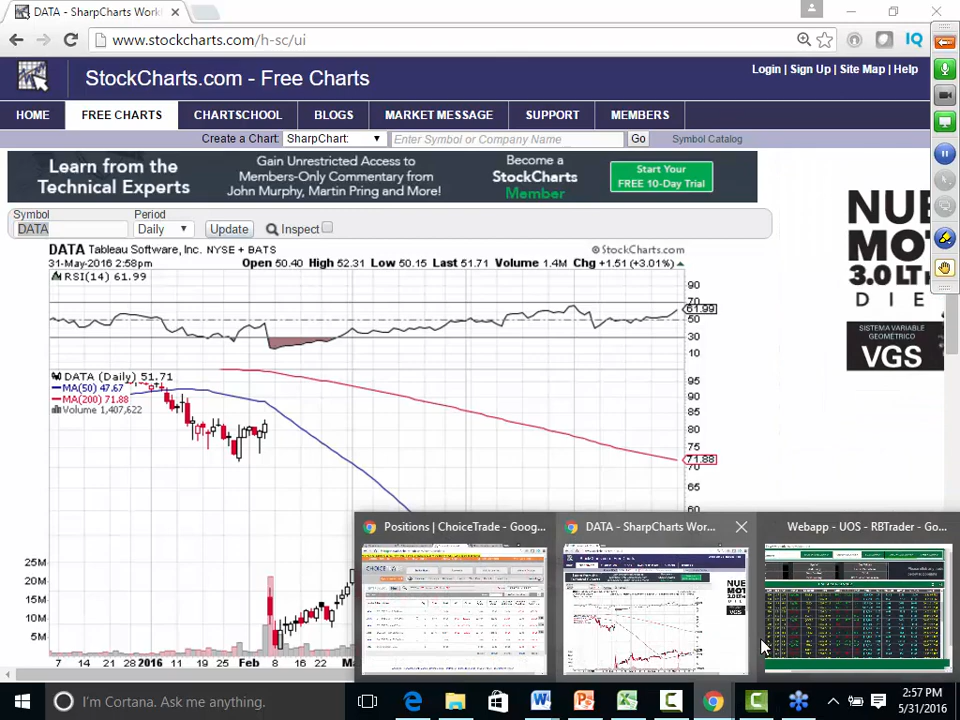 DATA - SharpCharts Work
www.stockcharts.com/h-sc/ui
IQ
StockCharts.com - Free Charts
Login | Sign Up | Site Map | Help
HOME FREE CHARTS CHARTSCHOOL BLOGS MARKET MESSAGE SUPPORT MEMBERS
Create a Chart: SharpChart: Enter Symbol or Company Name Go Symbol Catalog
Learn from the
Technical Experts
Gain Unrestricted Access to
Members-Only Commentary from
John Murphy, Martin Pring and More!
Become a
StockCharts
Member
Start Your
FREE 10-Day Trial
Symbol Period
DATA Daily Update Inspect
NUE
MOT
3.0 LT
DIE
SISTEMA VARIABLE
GEOMÉTRICO
VGS
DATA Tableau Software, Inc. NYSE + BATS © StockCharts.com
31-May-2016 2:58pm Open 50.40 High 52.31 Low 50.15 Last 51.71 Volume 1.4M Chg +1.51 (+3.01%)
RSI(14) 61.99
90
70
61.99
50
30
10
DATA (Daily) 51.71
MA(50) 47.67
MA(200) 71.88
Volume 1,407,622
95
90
85
80
75
71.88
70
65
60
25M
20M
15M
10M
5M
7 14 21 28 2016 11 19 25 Feb 8 16 22 Ma
Positions | ChoiceTrade - Goog...
DATA - SharpCharts Wor...
Webapp - UOS - RBTrader - Go...
I'm Cortana. Ask me anything.
2:57 PM
5/31/2016